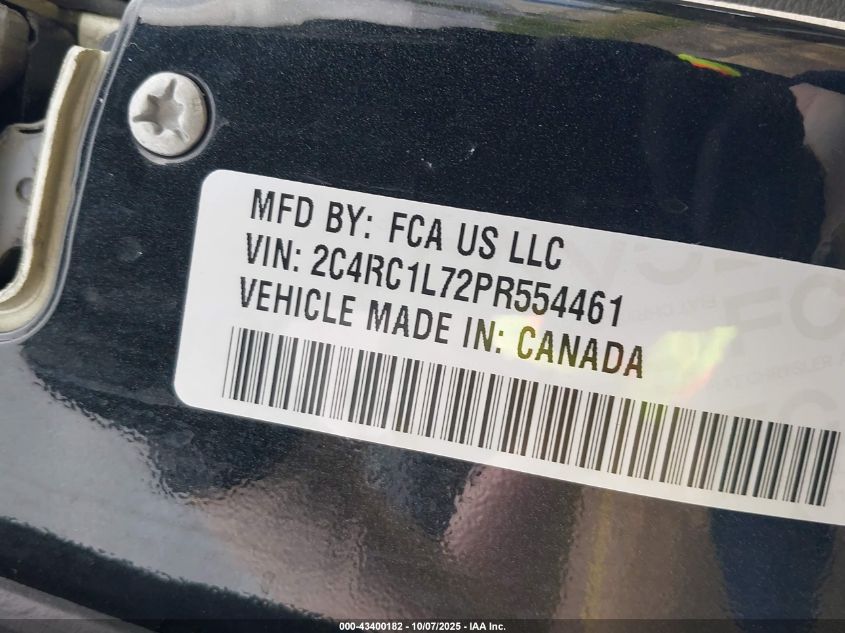 MFD BY: FCA US LLC
VIN: 2C4RC1L72PR554461
VEHICLE MADE IN: CANADA
000-43400182 - 10/07/2025 - IAA Inc.